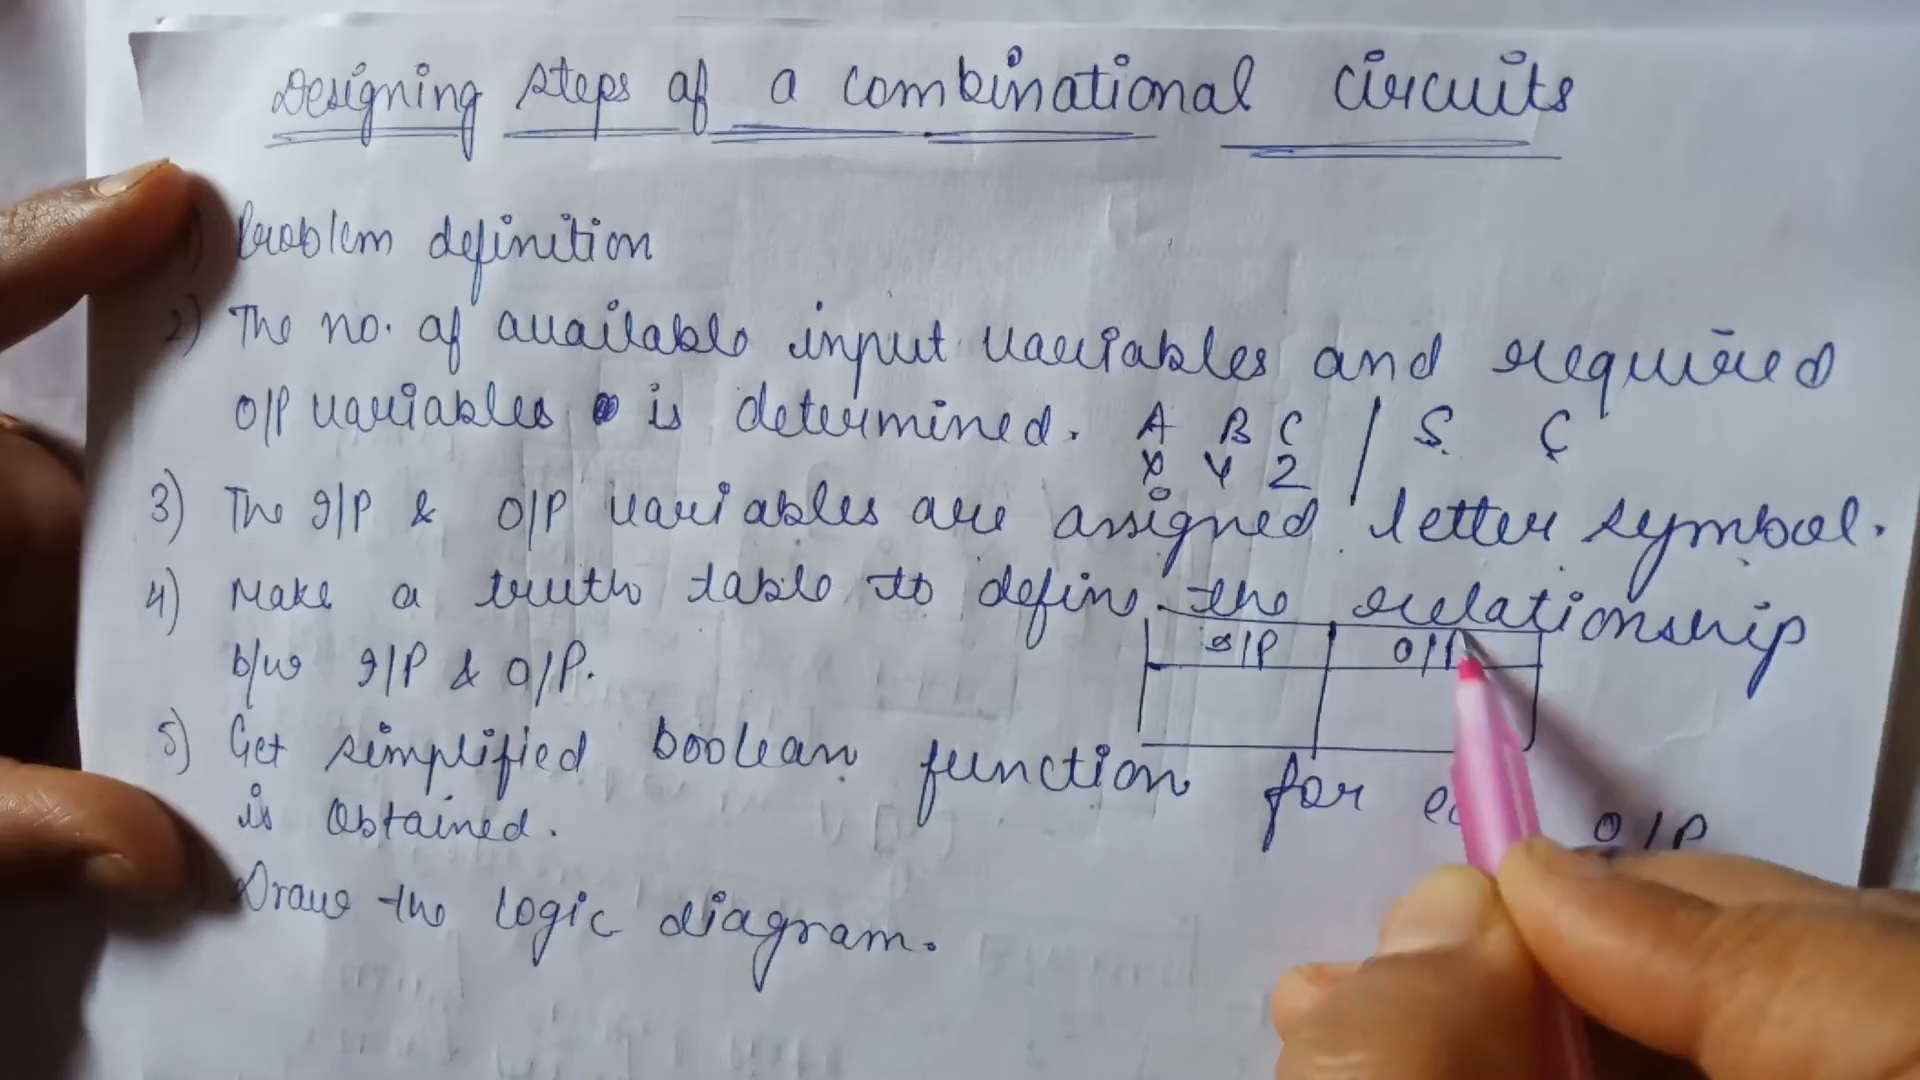 Designing steps of a combinational circuits
1) Problem definition
2) The no. of available input variables and required
O/P variables is determined. A B C / S C
X Y Z
3) The I/P & O/P variables are assigned letter symbol.
4) Make a truth table to define the relationship
b/w I/P & O/P.
I/P O/P
5) Get simplified boolean function for O/P
is obtained.
Draw the logic diagram.